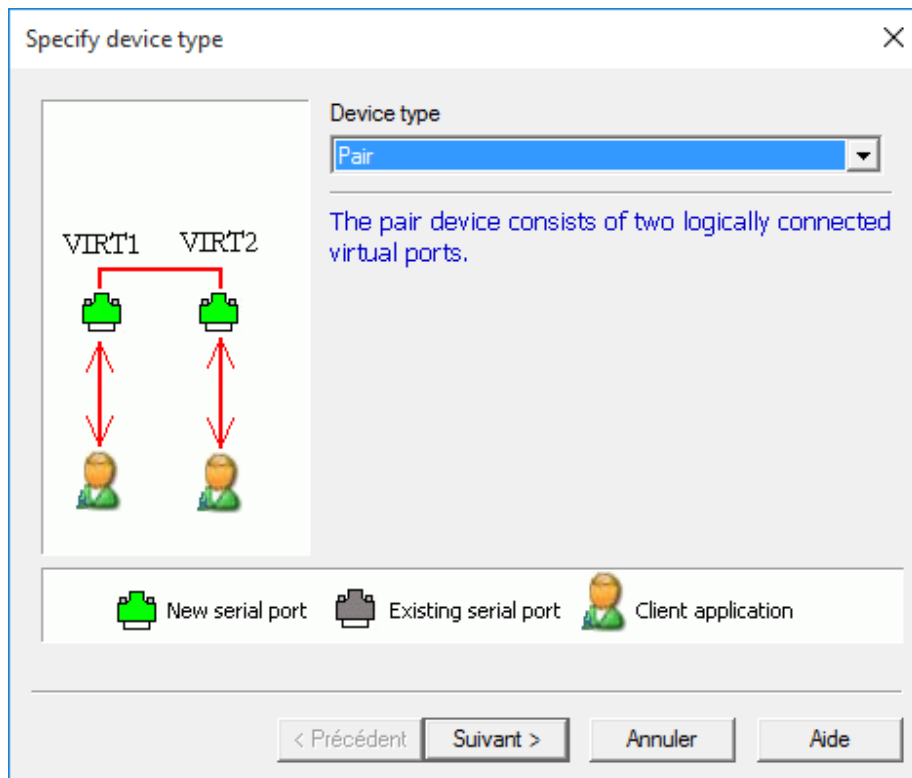 Specify device type
Device type
Pair
The pair device consists of two logically connected
virtual ports.
VIRT1 VIRT2
New serial port Existing serial port Client application
< Précédent Suivant > Annuler Aide